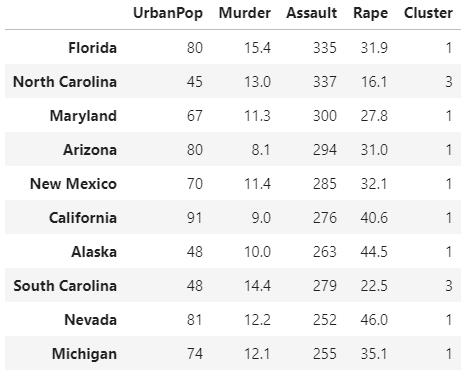 UrbanPop Murder Assault Rape Cluster
Florida 80 15.4 335 31.9 1
North Carolina 45 13.0 337 16.1 3
Maryland 67 11.3 300 27.8 1
Arizona 80 8.1 294 31.0 1
New Mexico 70 11.4 285 32.1 1
California 91 9.0 276 40.6 1
Alaska 48 10.0 263 44.5 1
South Carolina 48 14.4 279 22.5 3
Nevada 81 12.2 252 46.0 1
Michigan 74 12.1 255 35.1 1